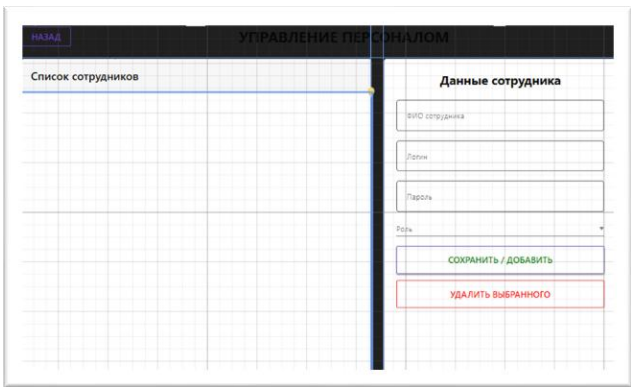 НАЗАД
УПРАВЛЕНИЕ ПЕРСОНАЛОМ
Список сотрудников
Данные сотрудника
ФИО сотрудника
Логин
Пароль
Роль
СОХРАНИТЬ / ДОБАВИТЬ
УДАЛИТЬ ВЫБРАННОГО